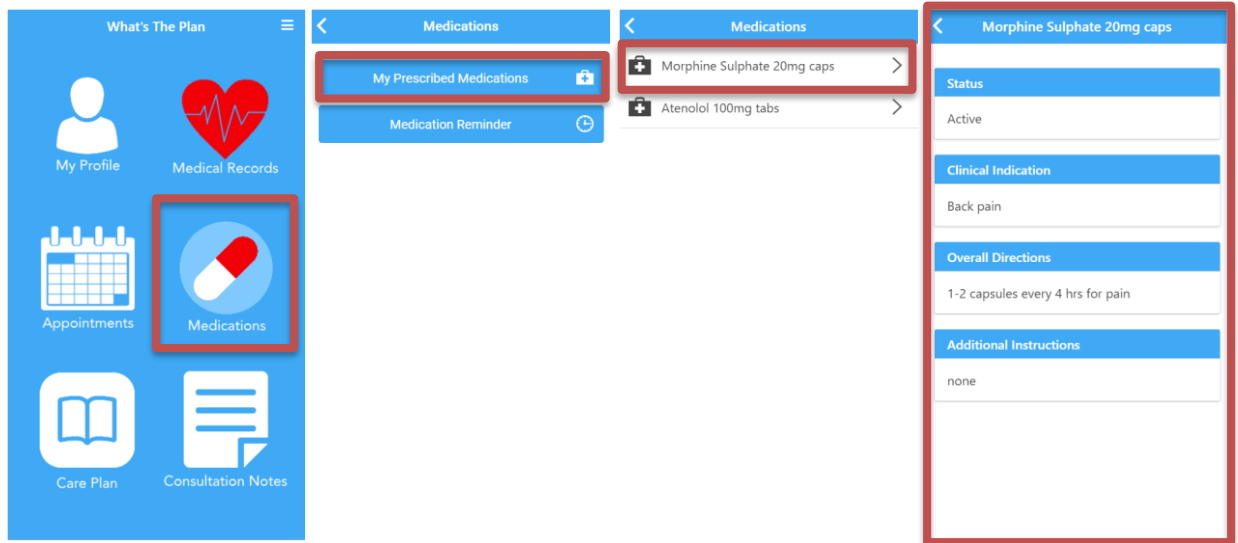 What's The Plan
My Profile
Medical Records
Appointments
Medications
Care Plan
Consultation Notes
Medications
My Prescribed Medications
Medication Reminder
Medications
Morphine Sulphate 20mg caps
Atenolol 100mg tabs
Morphine Sulphate 20mg caps
Status
Active
Clinical Indication
Back pain
Overall Directions
1-2 capsules every 4 hrs for pain
Additional Instructions
none